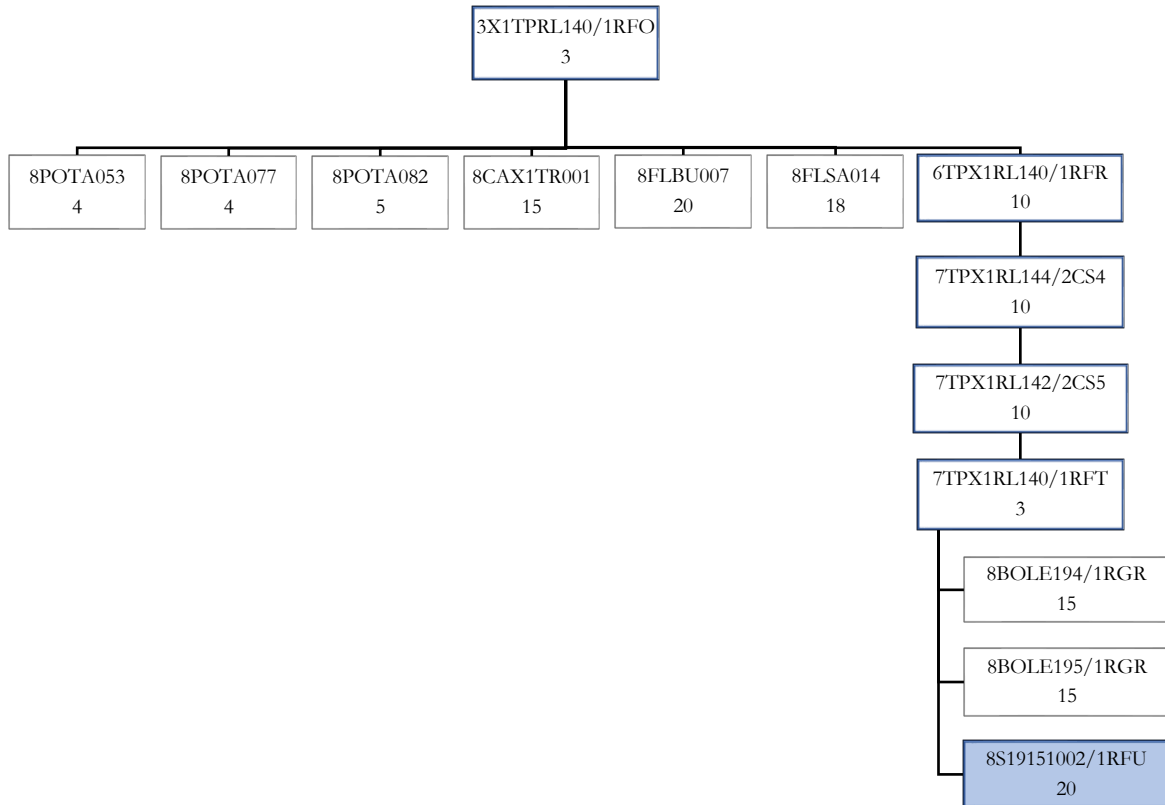 3X1TPRL140/1RFO
3
8POTA053
4
8POTA077
4
8POTA082
5
8CAX1TR001
15
8FLBU007
20
8FLSA014
18
6TPX1RL140/1RFR
10
7TPX1RL144/2CS4
10
7TPX1RL142/2CS5
10
7TPX1RL140/1RFT
3
8BOLE194/1RGR
15
8BOLE195/1RGR
15
8S19151002/1RFU
20